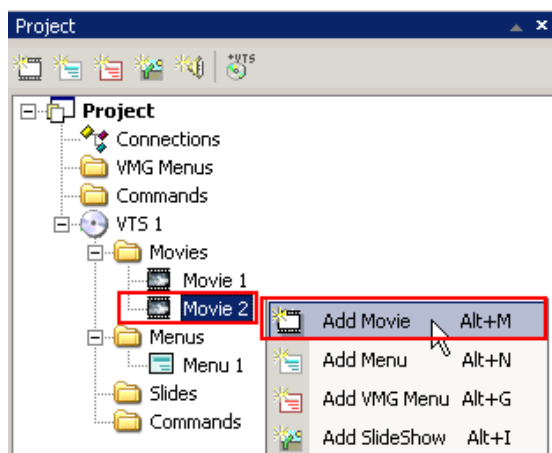 Project
+VTS
Project
Connections
VMG Menus
Commands
VTS 1
Movies
Movie 1
Movie 2
Add Movie Alt+M
Menus
Add Menu Alt+N
Menu 1
Add VMG Menu Alt+G
Slides
Commands
Add SlideShow Alt+I